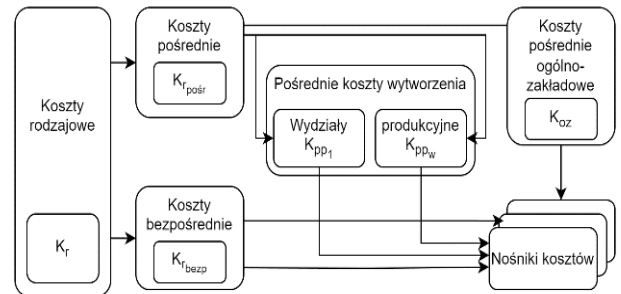 Koszty
rodzajowe
K_r
Koszty
pośrednie
K_r_pośr
Koszty
bezpośrednie
K_r_bezp
Pośrednie koszty wytworzenia
Wydziały
K_pp_1
produkcyjne
K_pp_w
Koszty
pośrednie
ogólno-
zakładowe
K_oz
Nośniki kosztów